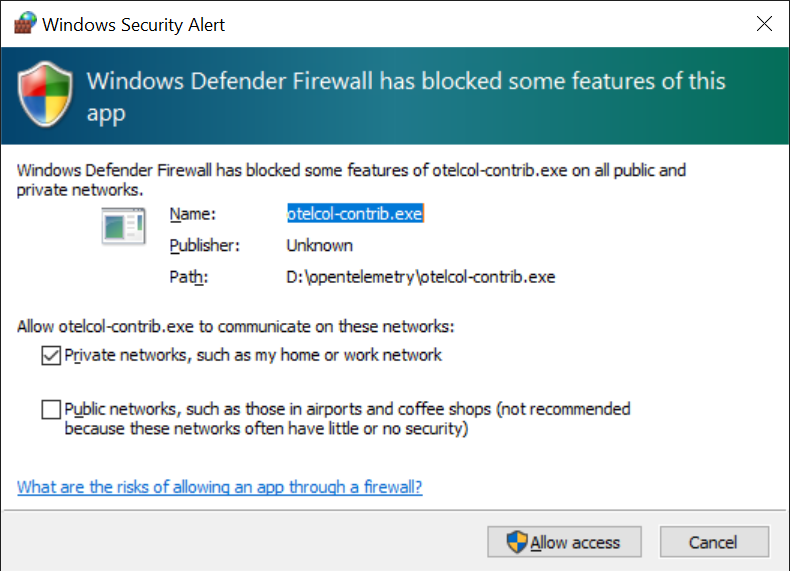 Windows Security Alert
Windows Defender Firewall has blocked some features of this
app
Windows Defender Firewall has blocked some features of otelcol-contrib.exe on all public and
private networks.
Name: otelcol-contrib.exe
Publisher: Unknown
Path: D:\opentelemetry\otelcol-contrib.exe
Allow otelcol-contrib.exe to communicate on these networks:
Private networks, such as my home or work network
Public networks, such as those in airports and coffee shops (not recommended
because these networks often have little or no security)
What are the risks of allowing an app through a firewall?
Allow access Cancel